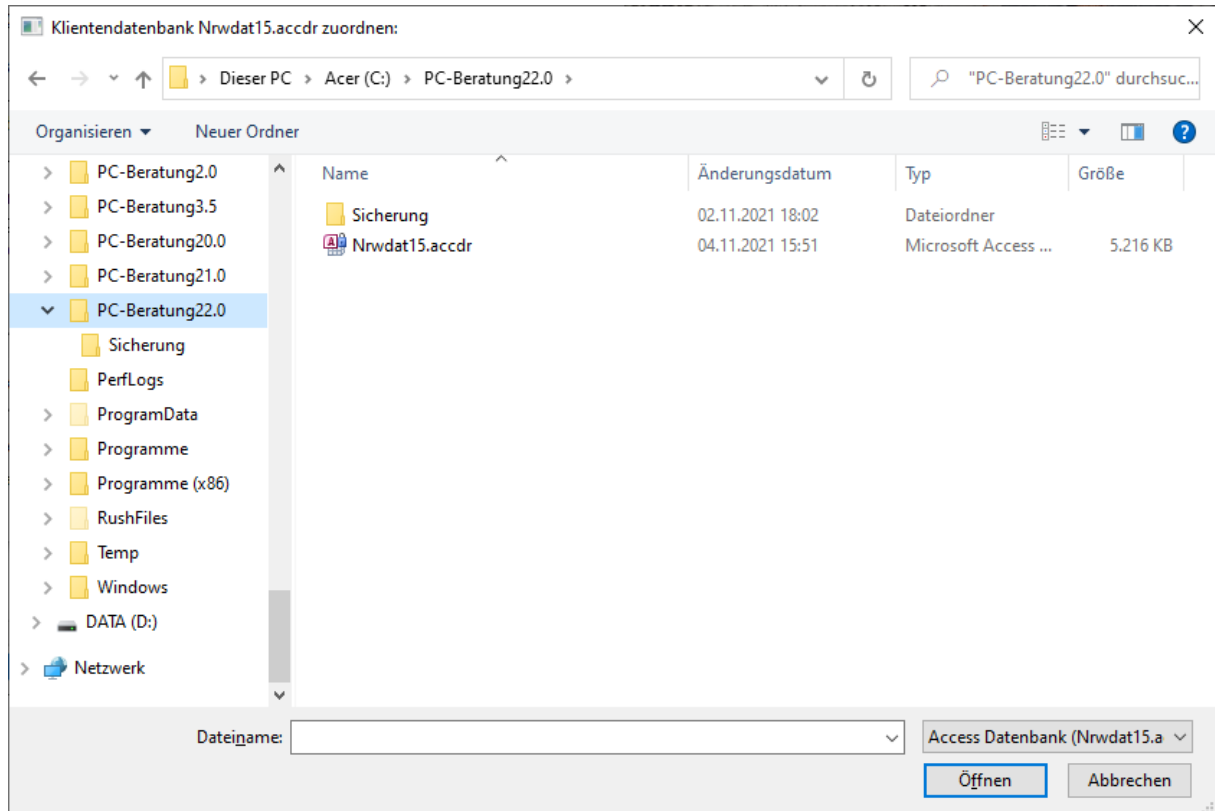 Klientendatenbank Nrwdat15.accdr zuordnen:
Dieser PC > Acer (C:) > PC-Beratung22.0 >
"PC-Beratung22.0" durchsuc...
Organisieren Neuer Ordner
Name Änderungsdatum Typ Größe
PC-Beratung2.0
PC-Beratung3.5
PC-Beratung20.0
PC-Beratung21.0
PC-Beratung22.0
Sicherung
PerfLogs
ProgramData
Programme
Programme (x86)
RushFiles
Temp
Windows
DATA (D:)
Netzwerk
Sicherung 02.11.2021 18:02 Dateiordner
Nrwdat15.accdr 04.11.2021 15:51 Microsoft Access ... 5.216 KB
Dateiname:
Access Datenbank (Nrwdat15.a
Öffnen Abbrechen